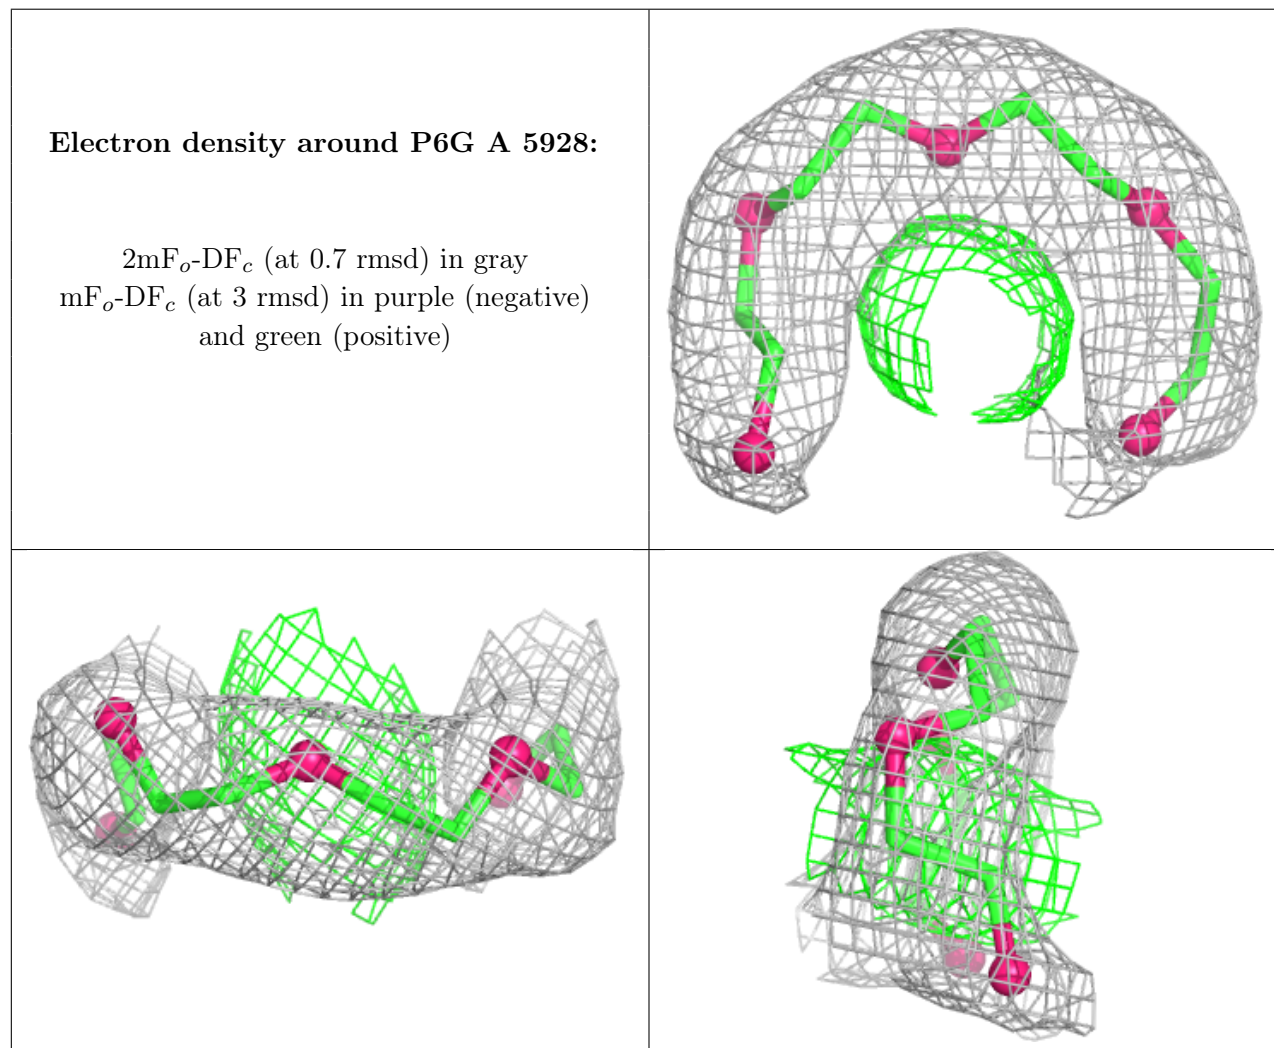 Electron density around P6G A 5928:
2mFo-DFc (at 0.7 rmsd) in gray
mFo-DFc (at 3 rmsd) in purple (negative)
and green (positive)